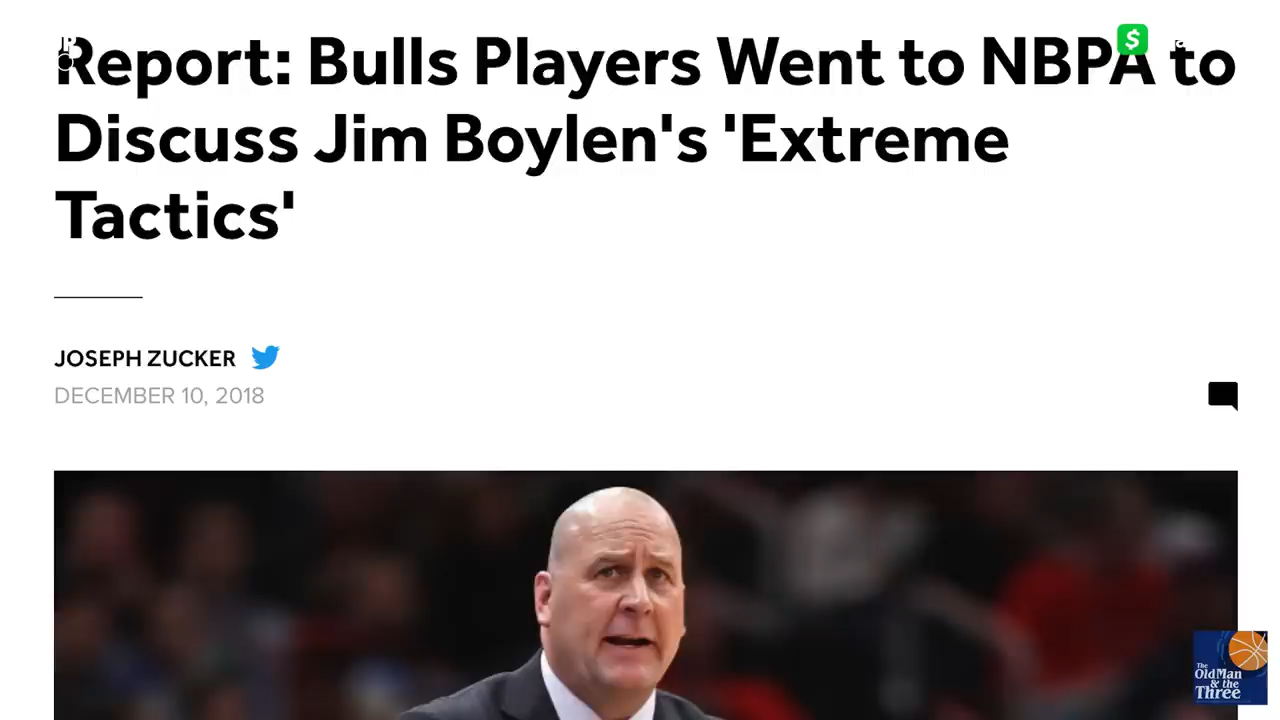 Report: Bulls Players Went to NBPA to
Discuss Jim Boylen's 'Extreme
Tactics'
JOSEPH ZUCKER
DECEMBER 10, 2018
$
The
Old Man
& the
Three